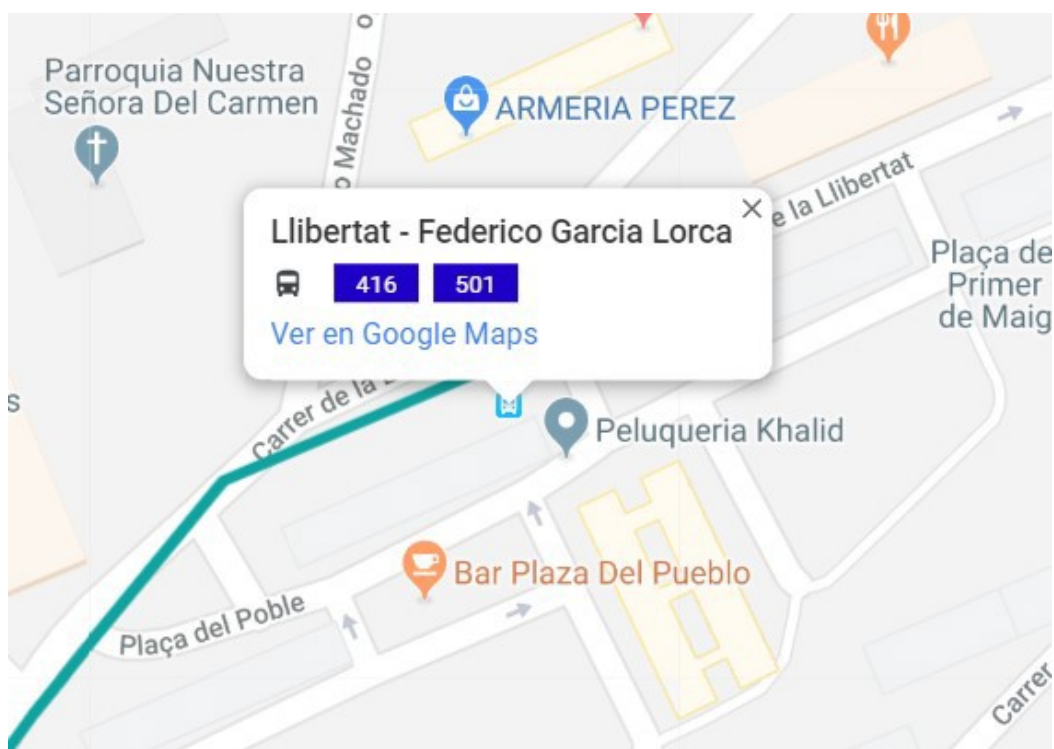 Parroquia Nuestra
Señora Del Carmen
Machado
ARMERIA PEREZ
e la Llibertat
Llibertat - Federico Garcia Lorca
416 501
Ver en Google Maps
Plaça de
Primer
de Maig
Carrer de la
s
Peluqueria Khalid
Bar Plaza Del Pueblo
Plaça del Poble
Carrer